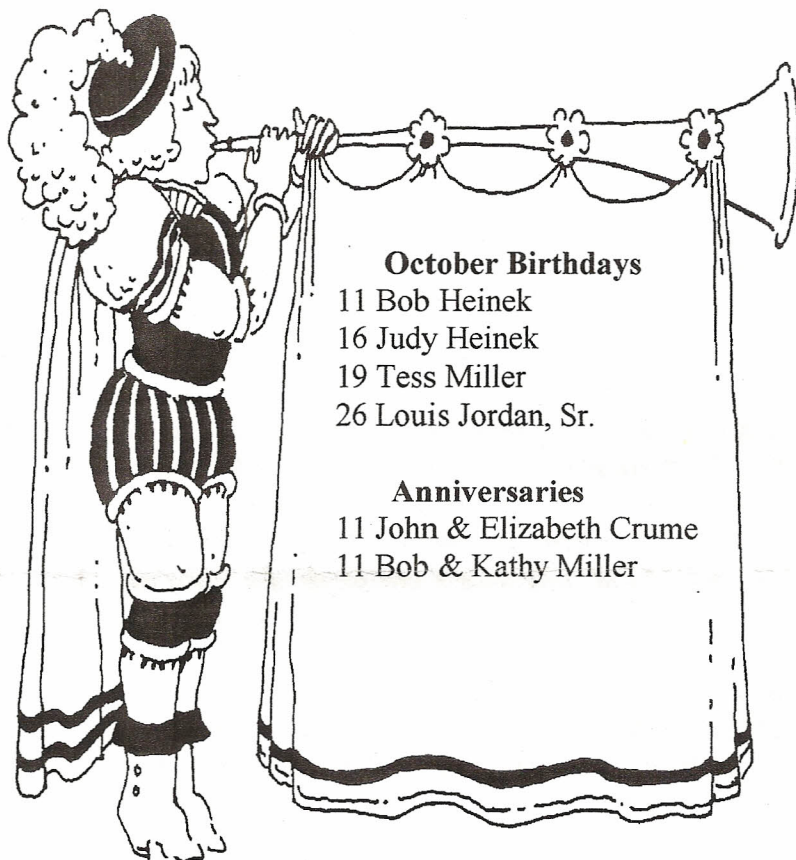 October Birthdays
11 Bob Heinek
16 Judy Heinek
19 Tess Miller
26 Louis Jordan, Sr.
Anniversaries
11 John & Elizabeth Crume
11 Bob & Kathy Miller